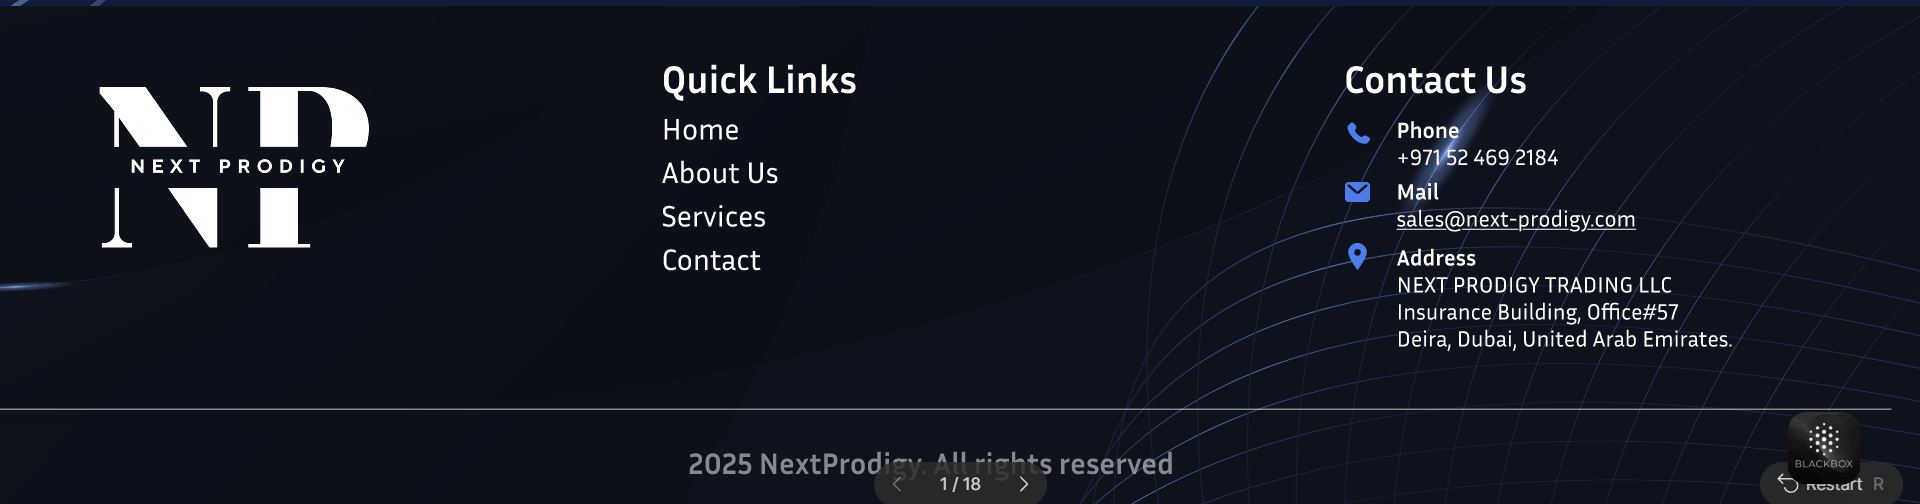 NEXT PRODIGY
Quick Links
Home
About Us
Services
Contact
Contact Us
Phone
+971 52 469 2184
Mail
sales@next-prodigy.com
Address
NEXT PRODIGY TRADING LLC
Insurance Building, Office#57
Deira, Dubai, United Arab Emirates.
2025 NextProdigy. All rights reserved
1 / 18
BLACKBOX
Restart R